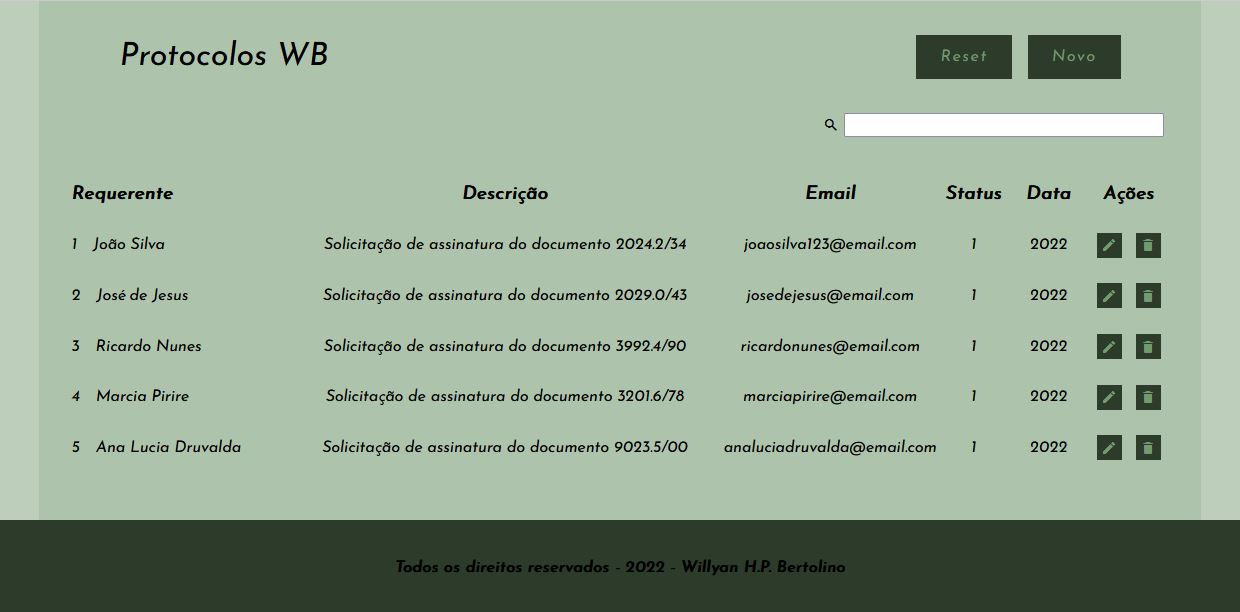 Protocolos WB
Reset Novo
Requerente Descrição Email Status Data Ações
1 João Silva Solicitação de assinatura do documento 2024.2/34 joaosilva123@email.com 1 2022
2 José de Jesus Solicitação de assinatura do documento 2029.0/43 josedejesus@email.com 1 2022
3 Ricardo Nunes Solicitação de assinatura do documento 3992.4/90 ricardonunes@email.com 1 2022
4 Marcia Pirire Solicitação de assinatura do documento 3201.6/78 marciapirire@email.com 1 2022
5 Ana Lucia Druvalda Solicitação de assinatura do documento 9023.5/00 analuciadruvalda@email.com 1 2022
Todos os direitos reservados - 2022 - Willyan H.P. Bertolino